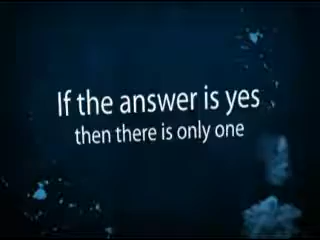 If the answer is yes
then there is only one